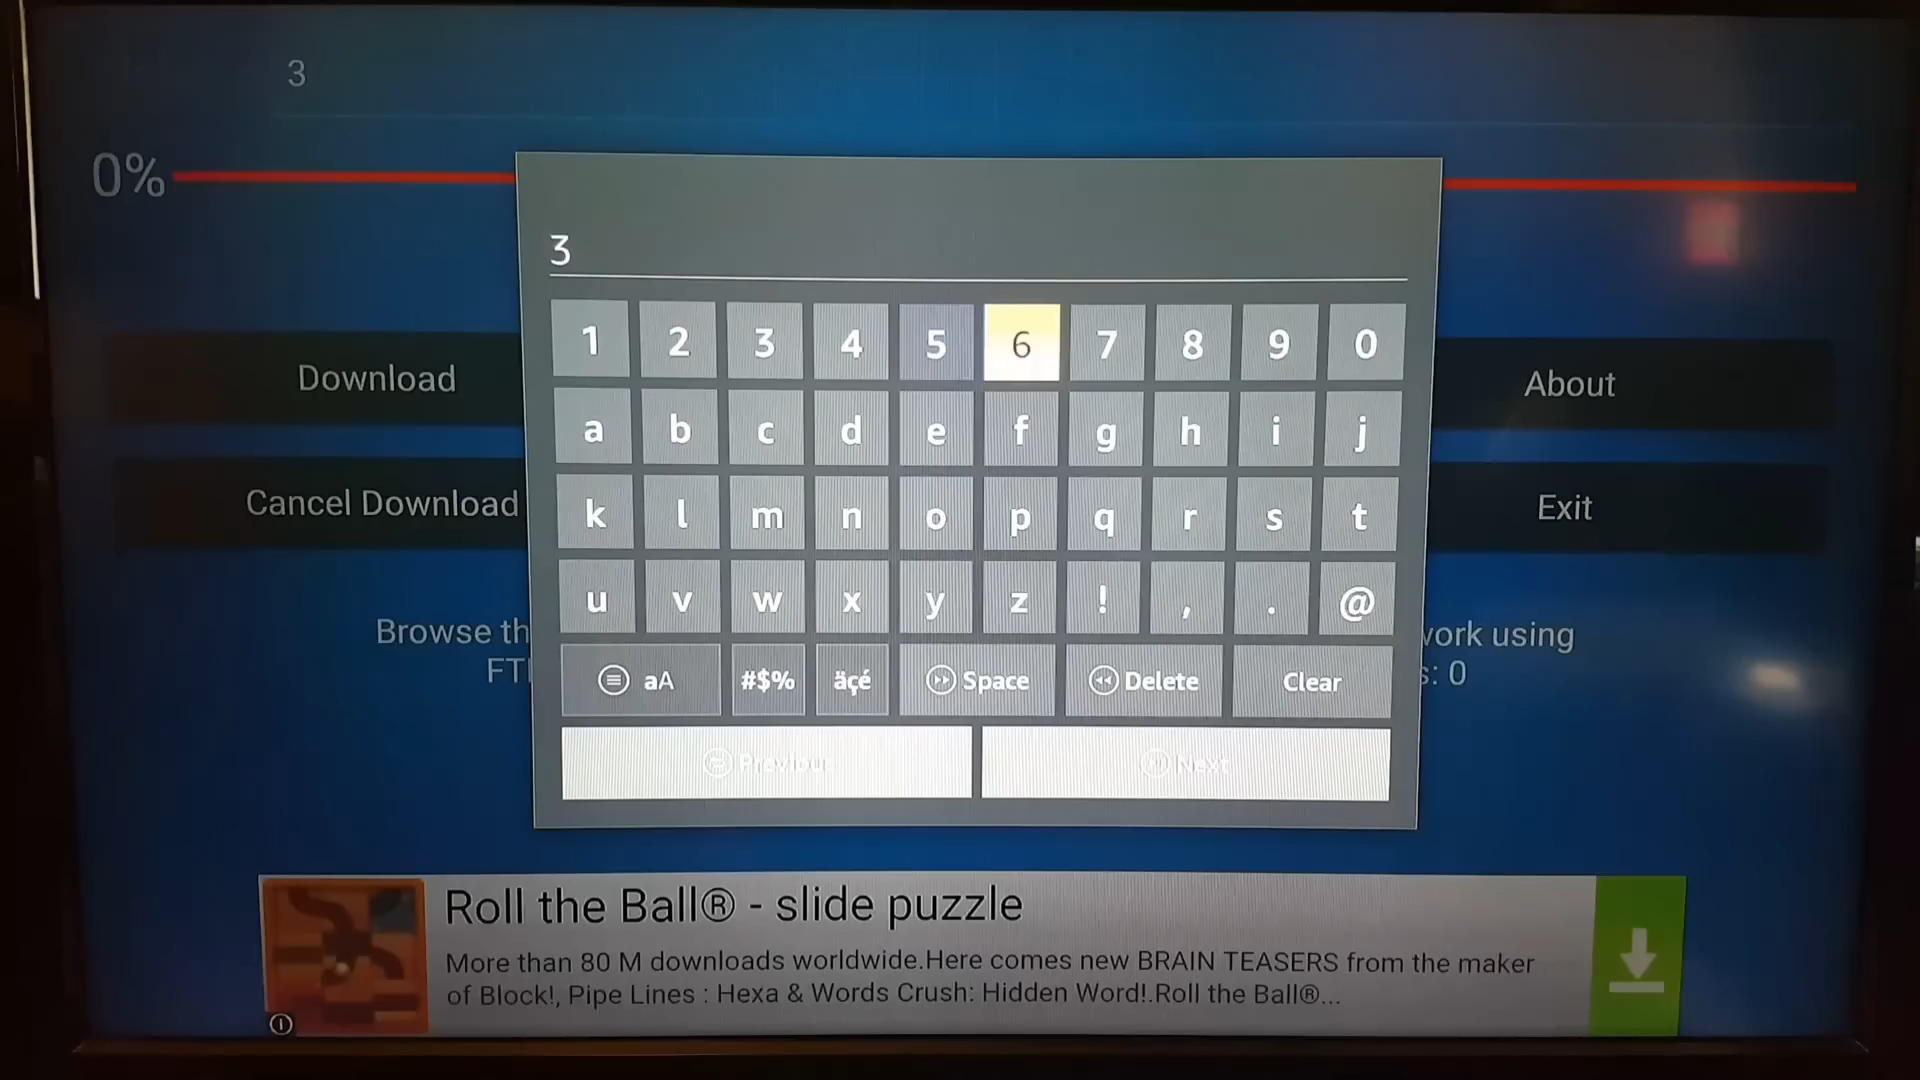 3
0%
3
1 2 3 4 5 6 7 8 9 0
Download
About
a b c d e f g h i j
Cancel Download
Exit
k l m n o p q r s t
u v w x y z ! , . @
Browse th
work using
FT
s: 0
aA #$% äçé Space Delete Clear
Previous Next
Roll the Ball® - slide puzzle
More than 80 M downloads worldwide.Here comes new BRAIN TEASERS from the maker
of Block!, Pipe Lines : Hexa & Words Crush: Hidden Word!.Roll the Ball®...